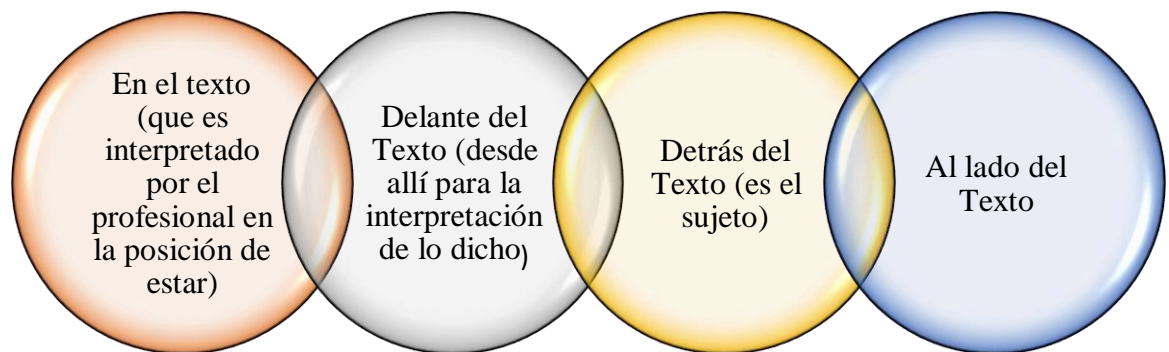 En el texto
(que es
interpretado
por el
profesional en
la posición de
estar)
Delante del
Texto (desde
allí para la
interpretación
de lo dicho)
Detrás del
Texto (es el
sujeto)
Al lado del
Texto